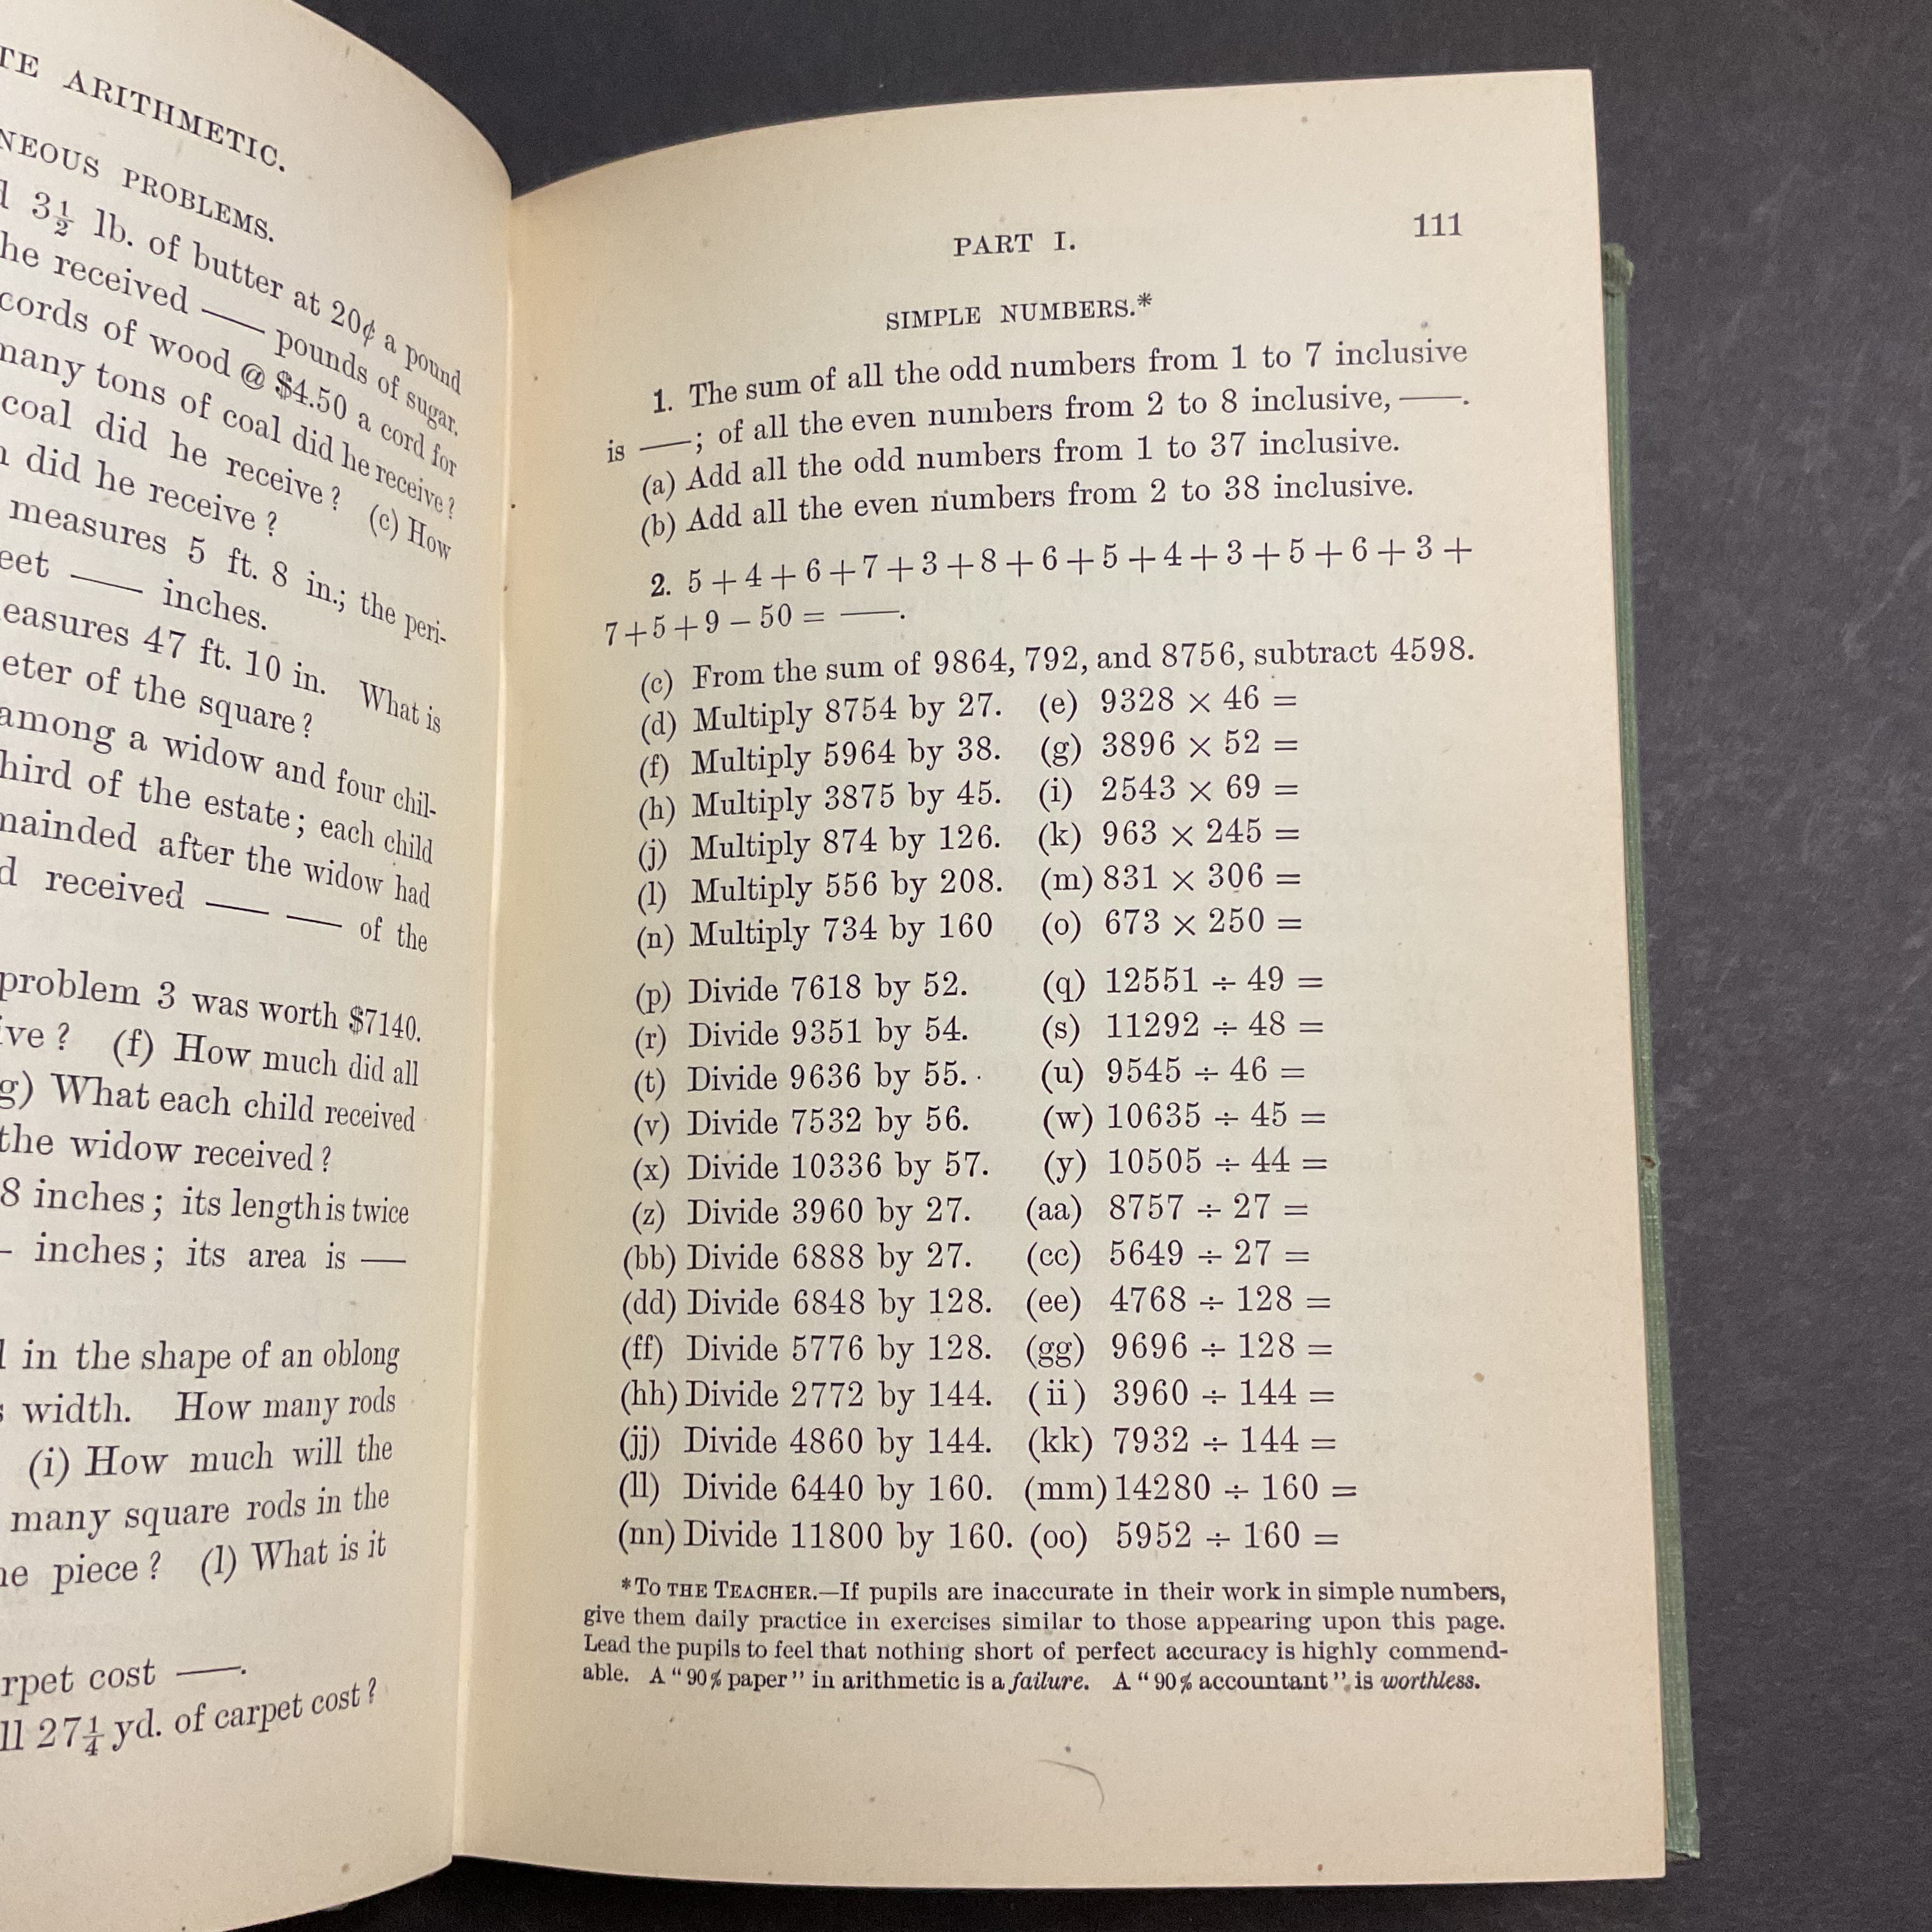 ARITHMETIC.
PROBLEMS.
3½ lb. of butter at 20¢ a pound
he received —— pounds of sugar.
cords of wood @ $4.50 a cord for
many tons of coal did he receive?
coal did he receive? (c) How
did he receive?
measures 5 ft. 8 in.; the peri-
—— inches.
47 ft. 10 in. What is
of the square?
among a widow and four chil-
of the estate; each child
after the widow had
received —— —— of the
problem 3 was worth $7140.
(f) How much did all
(g) What each child received
the widow received?
8 inches; its length is twice
— inches; its area is ——
in the shape of an oblong
width. How many rods
(i) How much will the
many square rods in the
piece? (l) What is it
cost ——.
27¼ yd. of carpet cost?
PART I. 111
SIMPLE NUMBERS.*
1. The sum of all the odd numbers from 1 to 7 inclusive
is ——; of all the even numbers from 2 to 8 inclusive, ——.
(a) Add all the odd numbers from 1 to 37 inclusive.
(b) Add all the even numbers from 2 to 38 inclusive.
2. 5 + 4 + 6 + 7 + 3 + 8 + 6 + 5 + 4 + 3 + 5 + 6 + 3 +
7 + 5 + 9 – 50 = ——.
(c) From the sum of 9864, 792, and 8756, subtract 4598.
(d) Multiply 8754 by 27. (e) 9328 × 46 =
(f) Multiply 5964 by 38. (g) 3896 × 52 =
(h) Multiply 3875 by 45. (i) 2543 × 69 =
(j) Multiply 874 by 126. (k) 963 × 245 =
(l) Multiply 556 by 208. (m) 831 × 306 =
(n) Multiply 734 by 160 (o) 673 × 250 =
(p) Divide 7618 by 52. (q) 12551 ÷ 49 =
(r) Divide 9351 by 54. (s) 11292 ÷ 48 =
(t) Divide 9636 by 55. (u) 9545 ÷ 46 =
(v) Divide 7532 by 56. (w) 10635 ÷ 45 =
(x) Divide 10336 by 57. (y) 10505 ÷ 44 =
(z) Divide 3960 by 27. (aa) 8757 ÷ 27 =
(bb) Divide 6888 by 27. (cc) 5649 ÷ 27 =
(dd) Divide 6848 by 128. (ee) 4768 ÷ 128 =
(ff) Divide 5776 by 128. (gg) 9696 ÷ 128 =
(hh) Divide 2772 by 144. (ii) 3960 ÷ 144 =
(jj) Divide 4860 by 144. (kk) 7932 ÷ 144 =
(ll) Divide 6440 by 160. (mm) 14280 ÷ 160 =
(nn) Divide 11800 by 160. (oo) 5952 ÷ 160 =
*TO THE TEACHER.—If pupils are inaccurate in their work in simple numbers,
give them daily practice in exercises similar to those appearing upon this page.
Lead the pupils to feel that nothing short of perfect accuracy is highly commend-
able. A "90% paper" in arithmetic is a failure. A "90% accountant" is worthless.